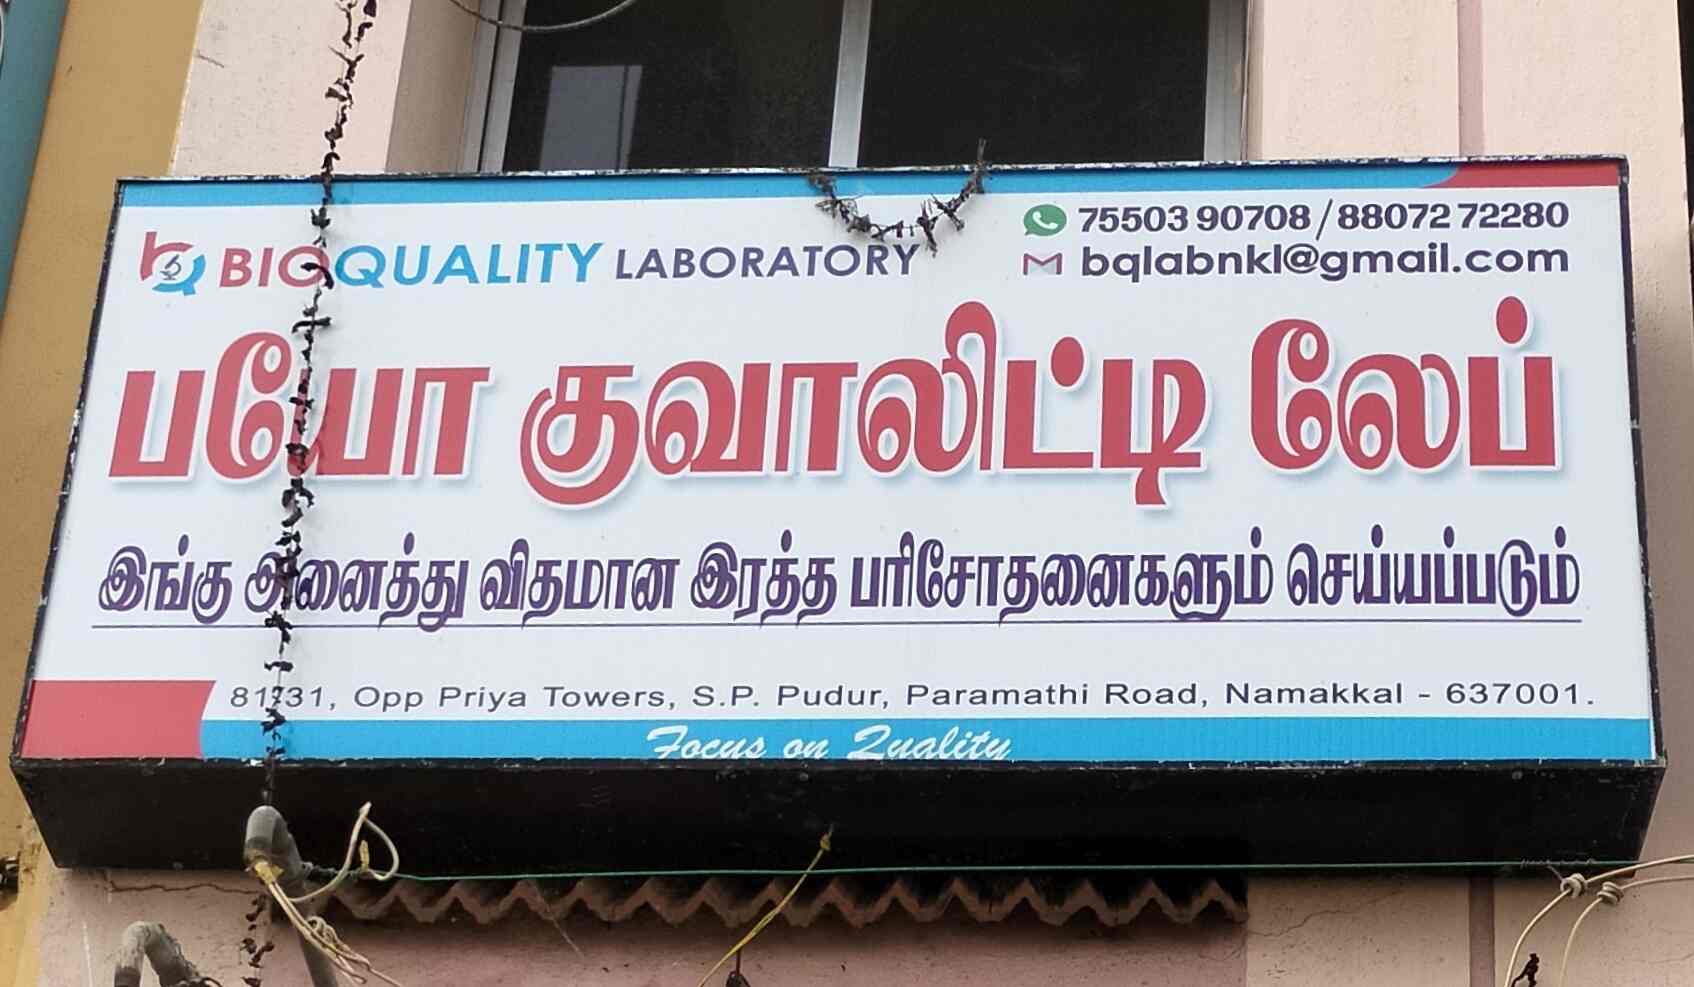 BIOQUALITY LABORATORY
75503 90708 / 88072 72280
bqlabnkl@gmail.com
பயோ குவாலிட்டி லேப்
இங்கு அனைத்து விதமான இரத்த பரிசோதனைகளும் செய்யப்படும்
Opp Priya Towers, S.P. Pudur, Paramathi Road, Namakkal - 637001.
Focus on Quality